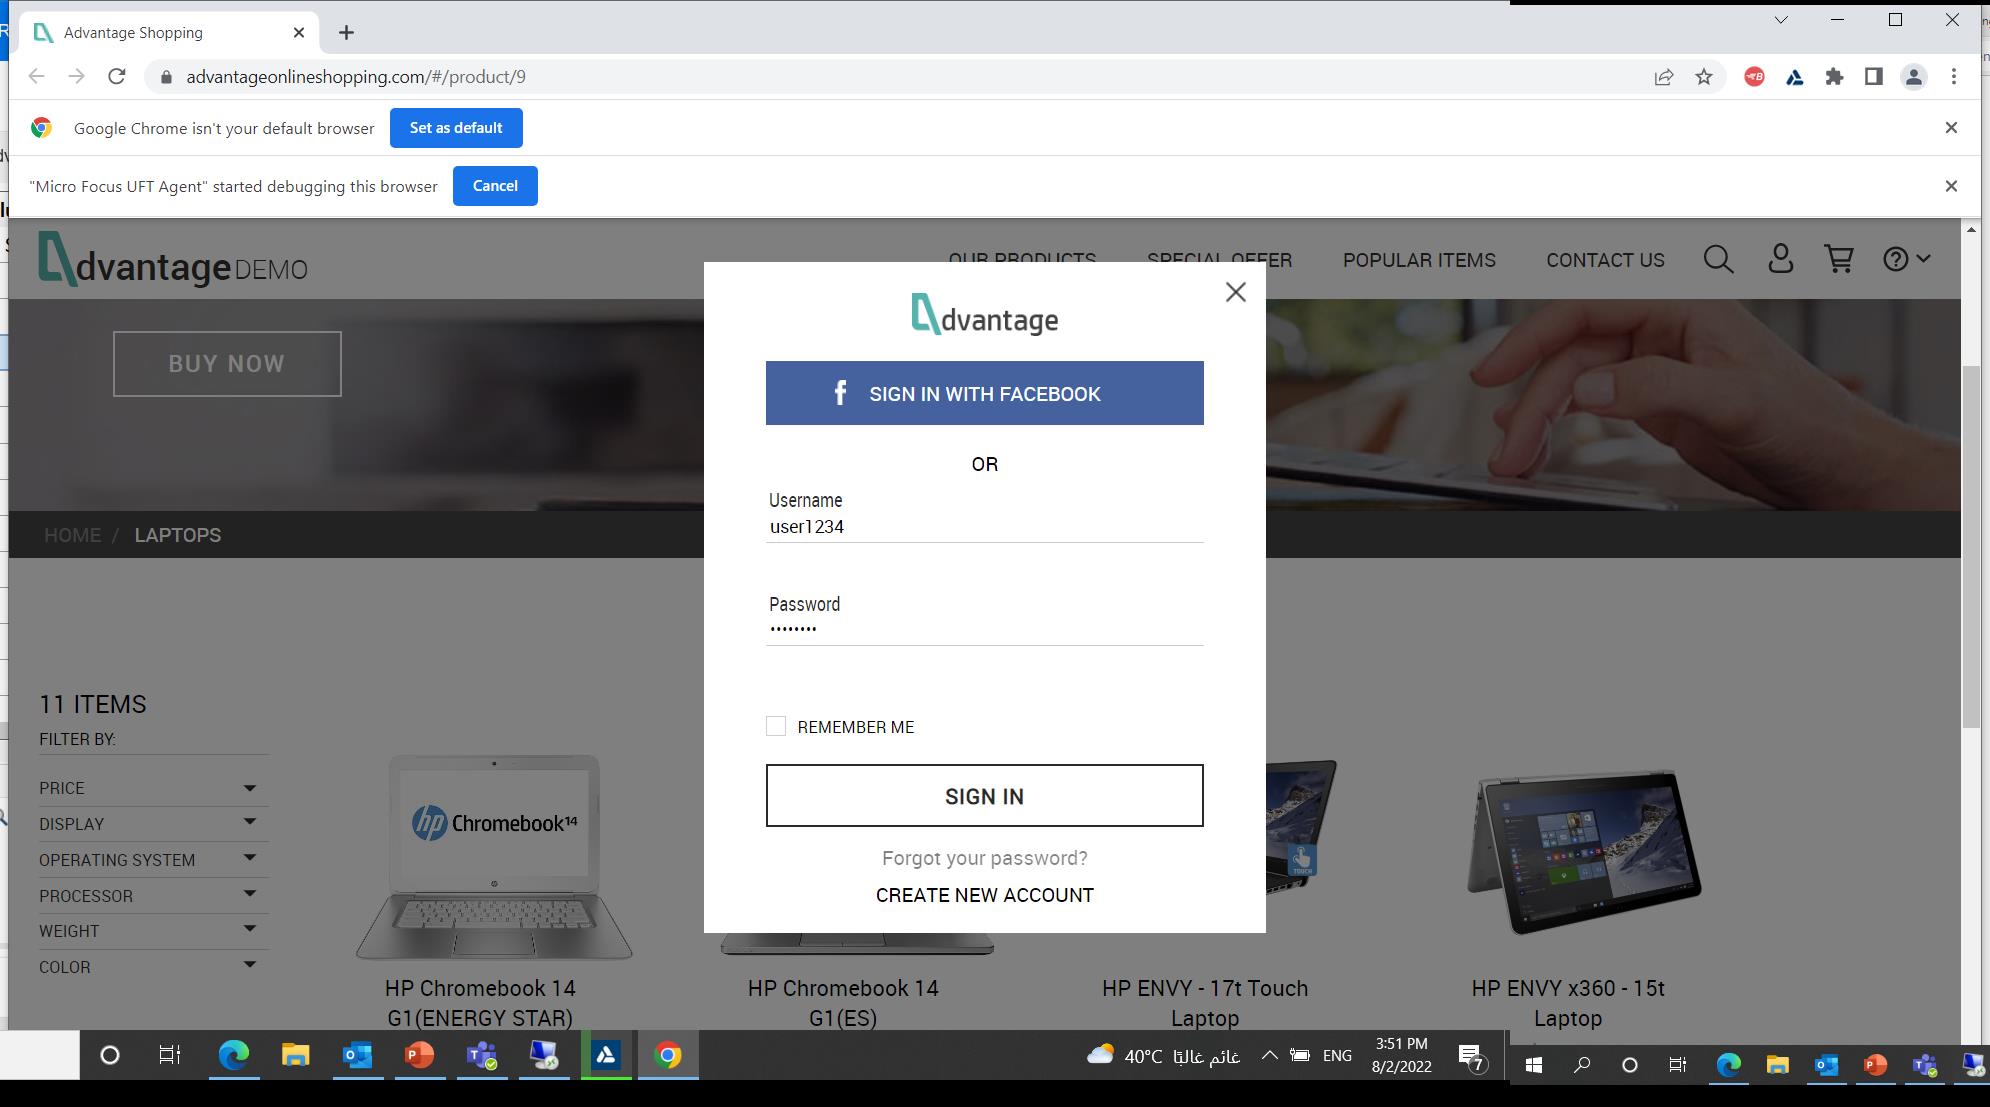 Advantage Shopping
advantageonlineshopping.com/#/product/9
Google Chrome isn't your default browser
Set as default
"Micro Focus UFT Agent" started debugging this browser
Cancel
dvantage DEMO
OUR PRODUCTS
SPECIAL OFFER
POPULAR ITEMS
CONTACT US
BUY NOW
HOME / LAPTOPS
dvantage
f SIGN IN WITH FACEBOOK
OR
Username
user1234
Password
••••••••
REMEMBER ME
SIGN IN
Forgot your password?
CREATE NEW ACCOUNT
11 ITEMS
FILTER BY:
PRICE
DISPLAY
OPERATING SYSTEM
PROCESSOR
WEIGHT
COLOR
hp Chromebook 14
TOUCH
HP Chromebook 14
G1(ENERGY STAR)
HP Chromebook 14
G1(ES)
HP ENVY - 17t Touch
Laptop
HP ENVY x360 - 15t
Laptop
40°C غائم غالبًا
ENG
3:51 PM
8/2/2022
7